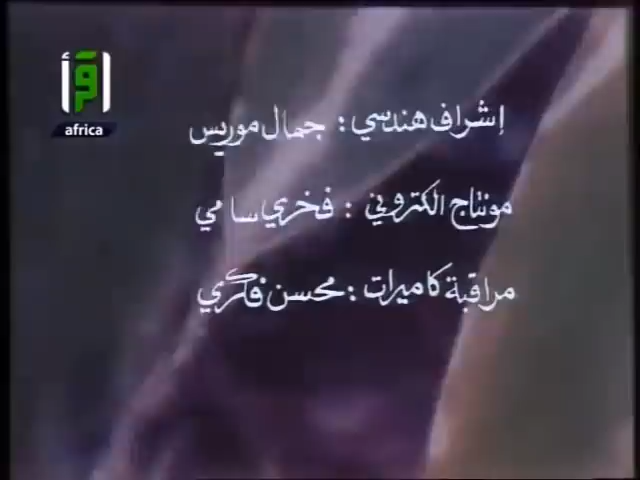 اقرأ
africa
إشراف هندسي : جمال موريس
مونتاج الكتروني : فخري سامي
مراقبة كاميرات : محسن فكري